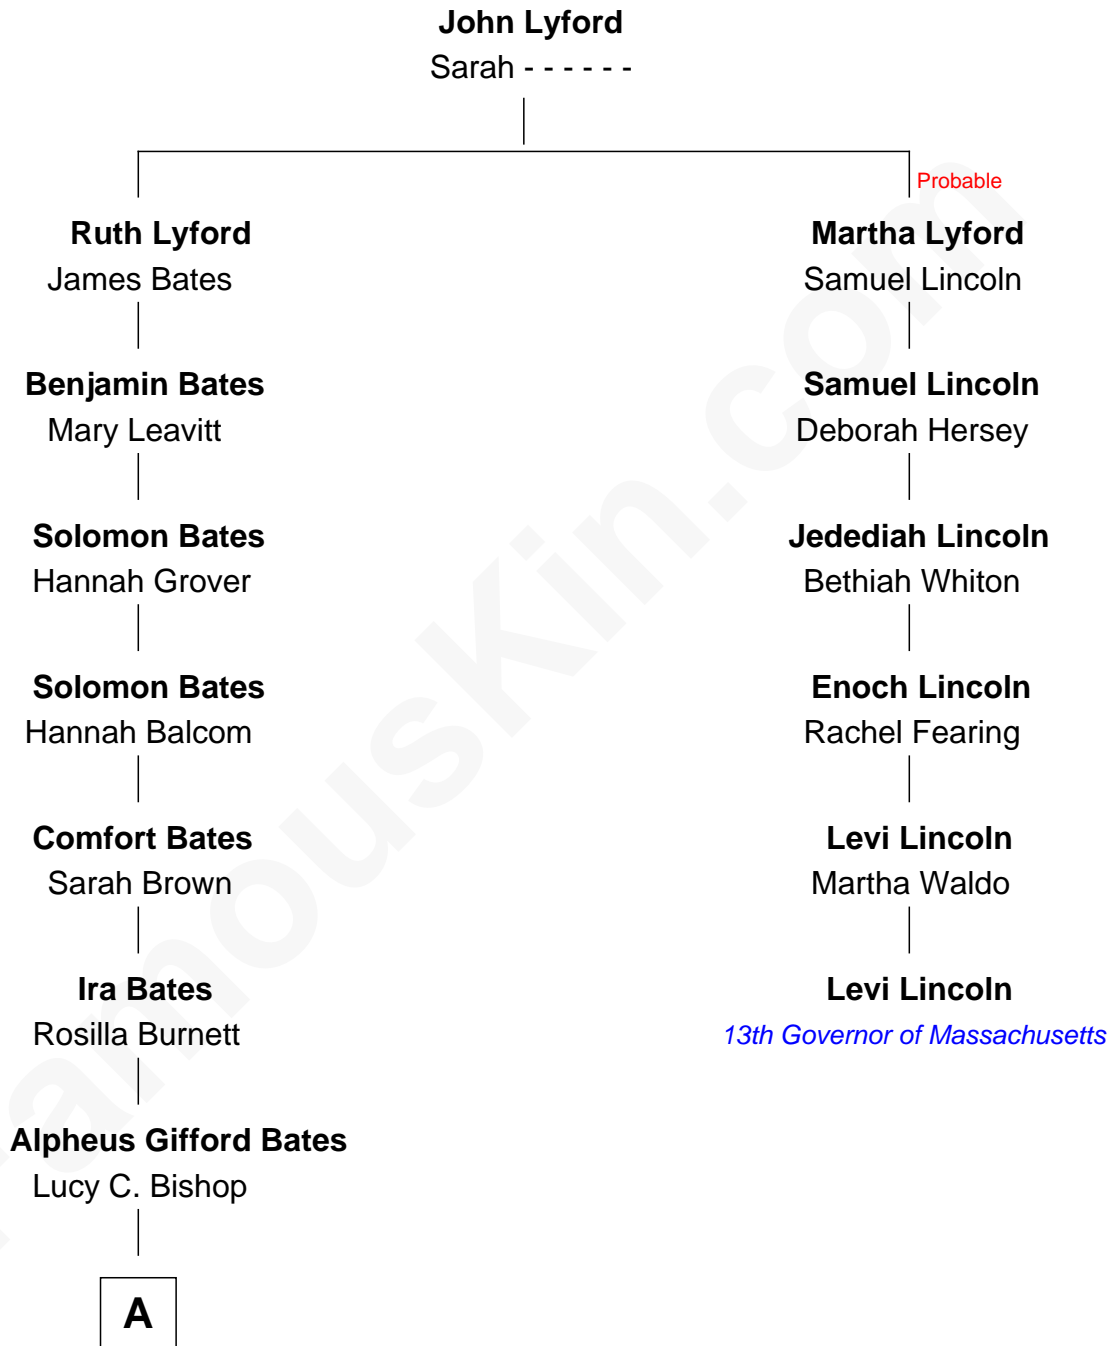 John Lyford
Sarah - - - - - -
Probable
Ruth Lyford
James Bates
Martha Lyford
Samuel Lincoln
Benjamin Bates
Mary Leavitt
Samuel Lincoln
Deborah Hersey
Solomon Bates
Hannah Grover
Jedediah Lincoln
Bethiah Whiton
Solomon Bates
Hannah Balcom
Enoch Lincoln
Rachel Fearing
Comfort Bates
Sarah Brown
Levi Lincoln
Martha Waldo
Ira Bates
Rosilla Burnett
Levi Lincoln
13th Governor of Massachusetts
Alpheus Gifford Bates
Lucy C. Bishop
A
FamousKin.com